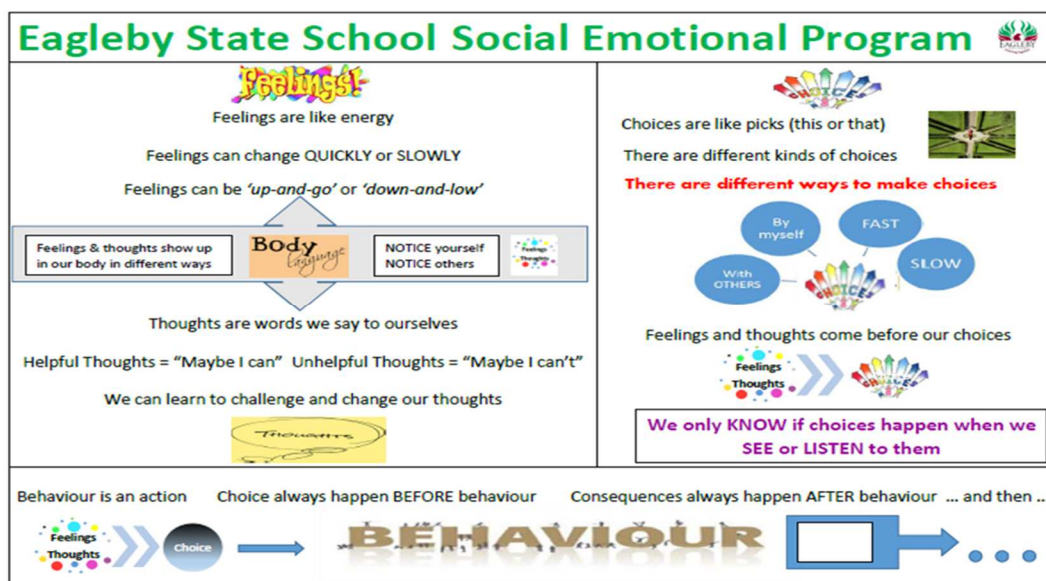 Eagleby State School Social Emotional Program
EAGLEBY
Feelings!
Feelings are like energy
Feelings can change QUICKLY or SLOWLY
Feelings can be ‘up-and-go’ or ‘down-and-low’
Feelings & thoughts show up
in our body in different ways
Body
language
NOTICE yourself
NOTICE others
Feelings
Thoughts
Thoughts are words we say to ourselves
Helpful Thoughts = “Maybe I can” Unhelpful Thoughts = “Maybe I can’t”
We can learn to challenge and change our thoughts
THOUGHTS
CHOICES
Choices are like picks (this or that)
There are different kinds of choices
There are different ways to make choices
With
OTHERS
By
myself
FAST
SLOW
CHOICES
Feelings and thoughts come before our choices
Feelings
Thoughts
CHOICES
We only KNOW if choices happen when we
SEE or LISTEN to them
Behaviour is an action Choice always happen BEFORE behaviour Consequences always happen AFTER behaviour ... and then ...
Feelings
Thoughts
Choice
BEHAVIOUR